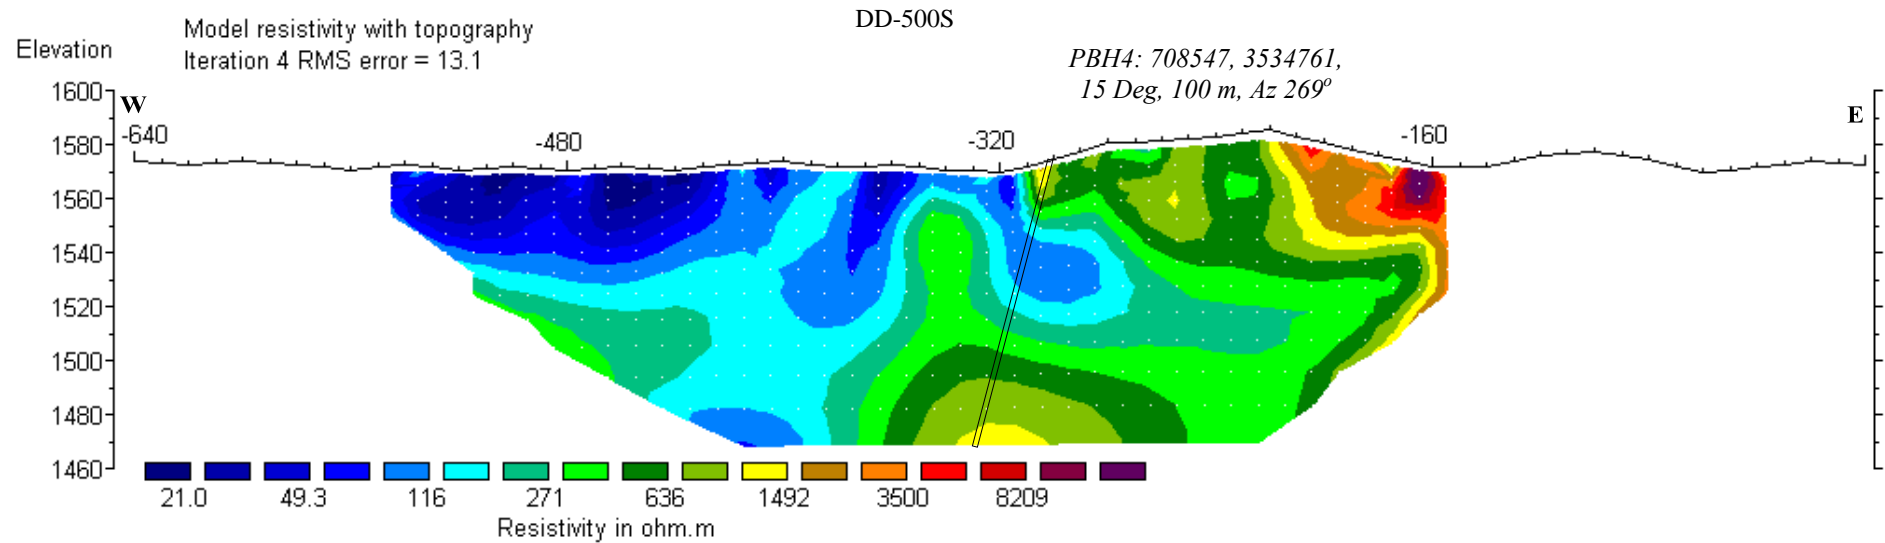 DD-500S
Model resistivity with topography
Iteration 4 RMS error = 13.1
Elevation
PBH4: 708547, 3534761,
15 Deg, 100 m, Az 269º
W
E
-640
-480
-320
-160
1600
1580
1560
1540
1520
1500
1480
1460
21.0 49.3 116 271 636 1492 3500 8209
Resistivity in ohm.m